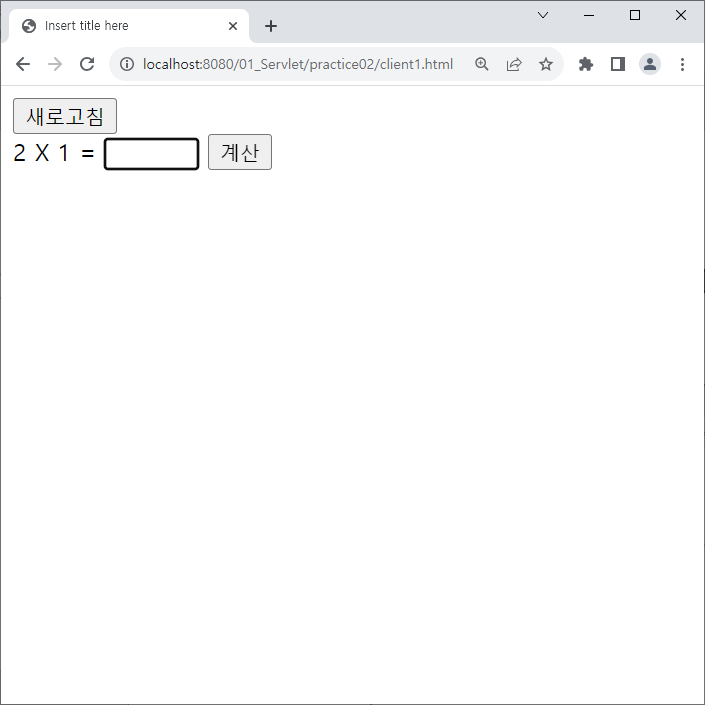 Insert title here
localhost:8080/01_Servlet/practice02/client1.html
새로고침
2 X 1 = 계산